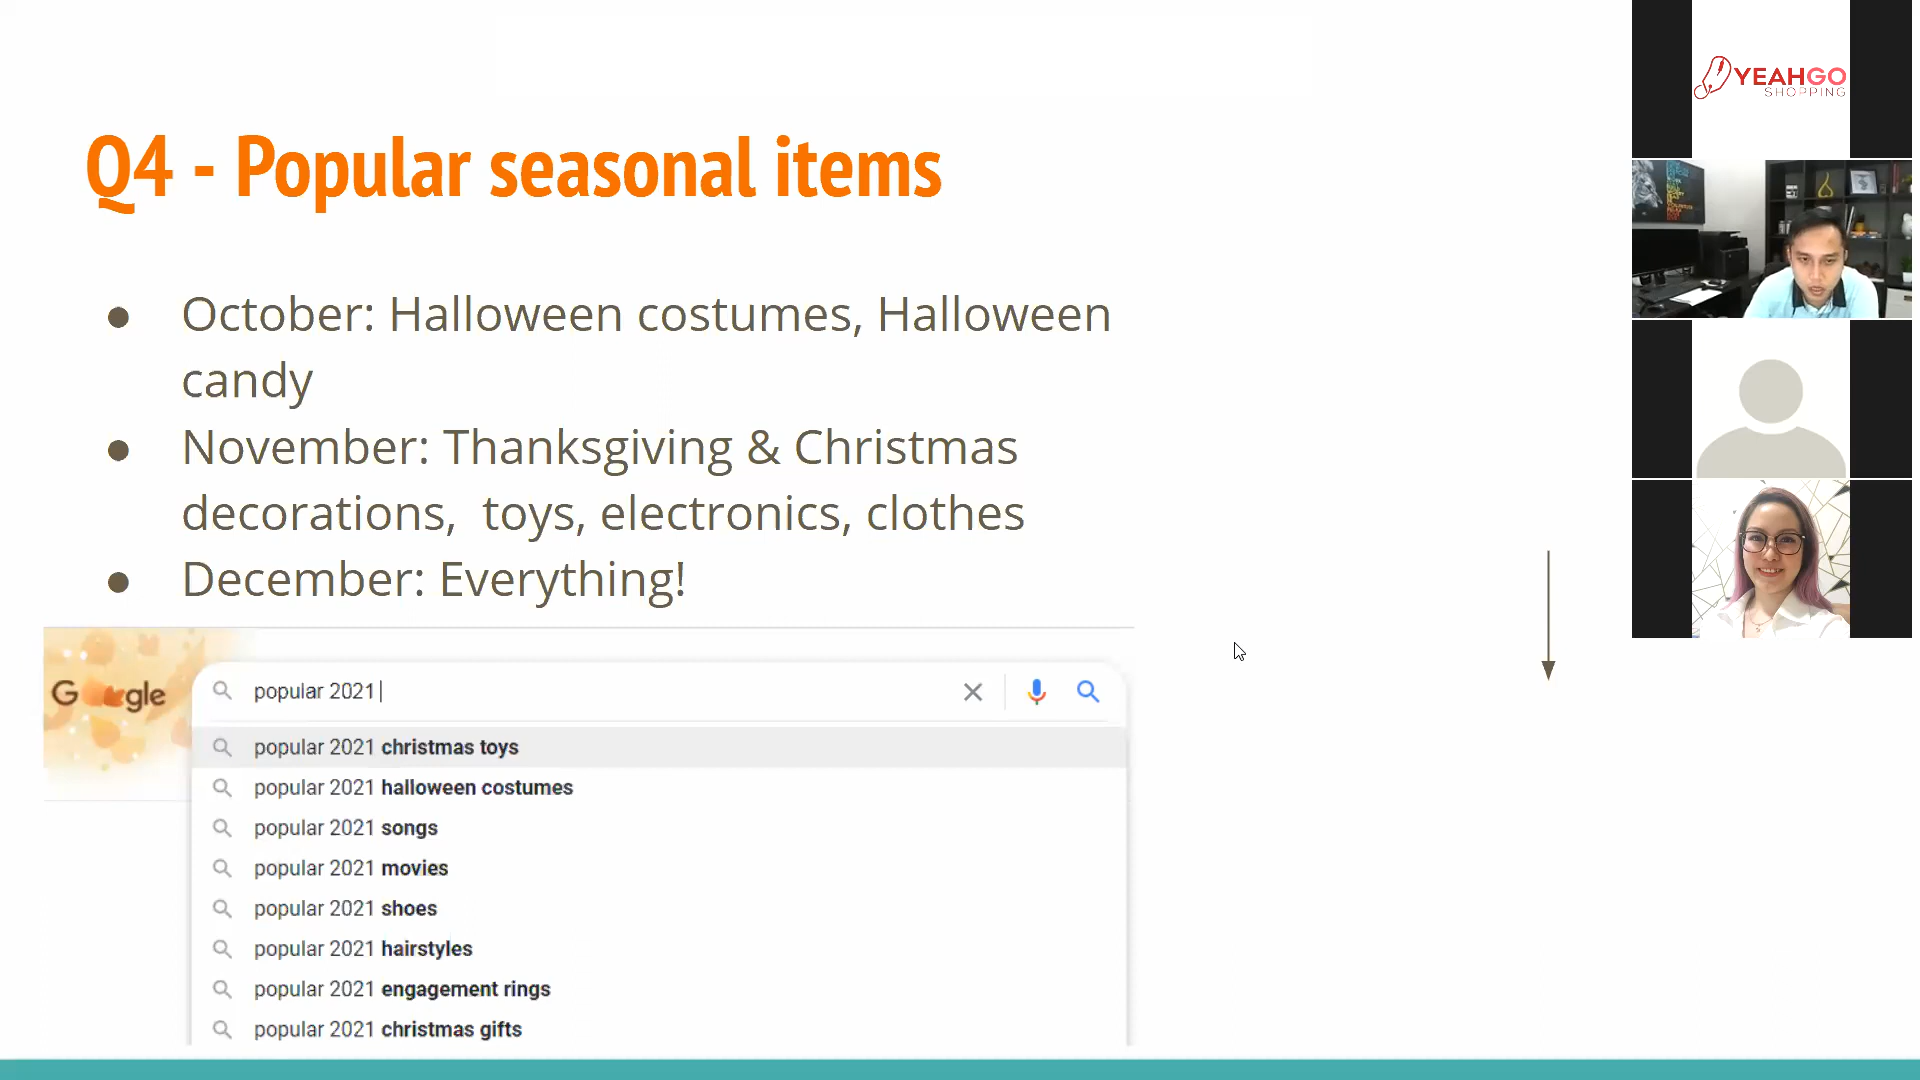 Q4 - Popular seasonal items
October: Halloween costumes, Halloween
candy
November: Thanksgiving & Christmas
decorations,  toys, electronics, clothes
December: Everything!
Google
popular 2021
popular 2021 christmas toys
popular 2021 halloween costumes
popular 2021 songs
popular 2021 movies
popular 2021 shoes
popular 2021 hairstyles
popular 2021 engagement rings
popular 2021 christmas gifts
YEAHGO
SHOPPING